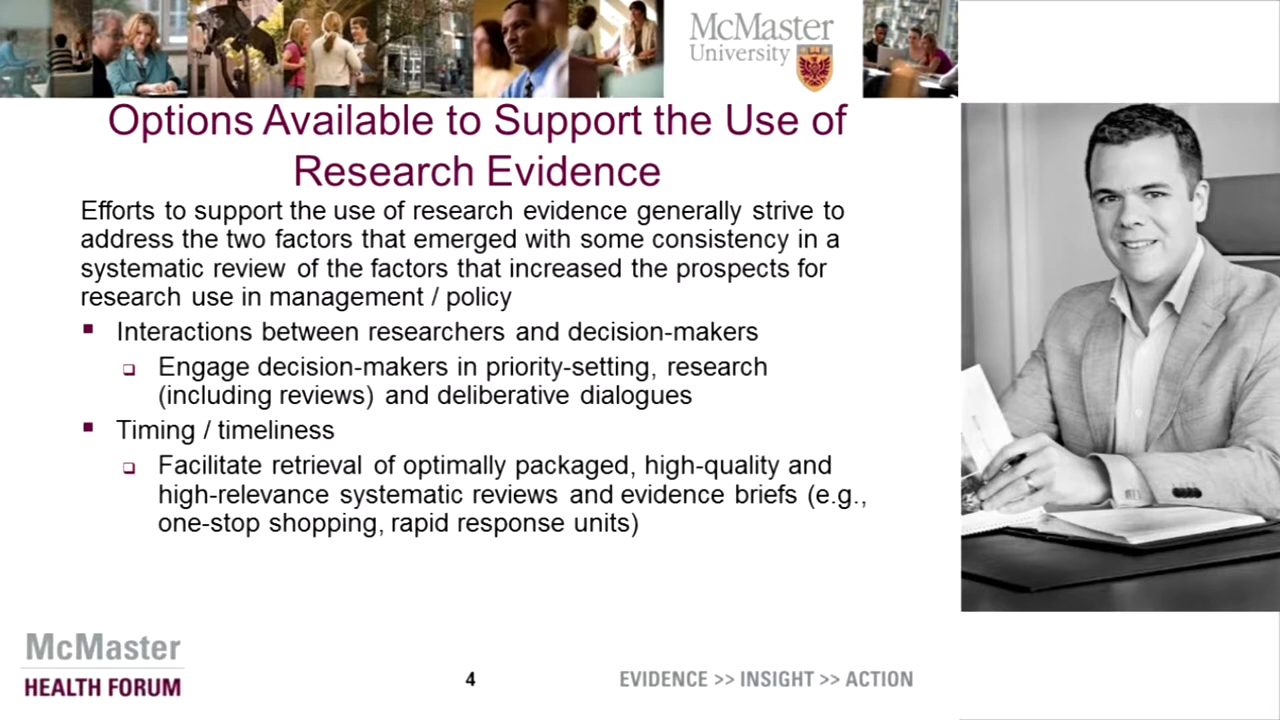 McMaster
University
Options Available to Support the Use of
Research Evidence
Efforts to support the use of research evidence generally strive to
address the two factors that emerged with some consistency in a
systematic review of the factors that increased the prospects for
research use in management / policy
Interactions between researchers and decision-makers
Engage decision-makers in priority-setting, research
(including reviews) and deliberative dialogues
Timing / timeliness
Facilitate retrieval of optimally packaged, high-quality and
high-relevance systematic reviews and evidence briefs (e.g.,
one-stop shopping, rapid response units)
McMaster
HEALTH FORUM
4
EVIDENCE >> INSIGHT >> ACTION